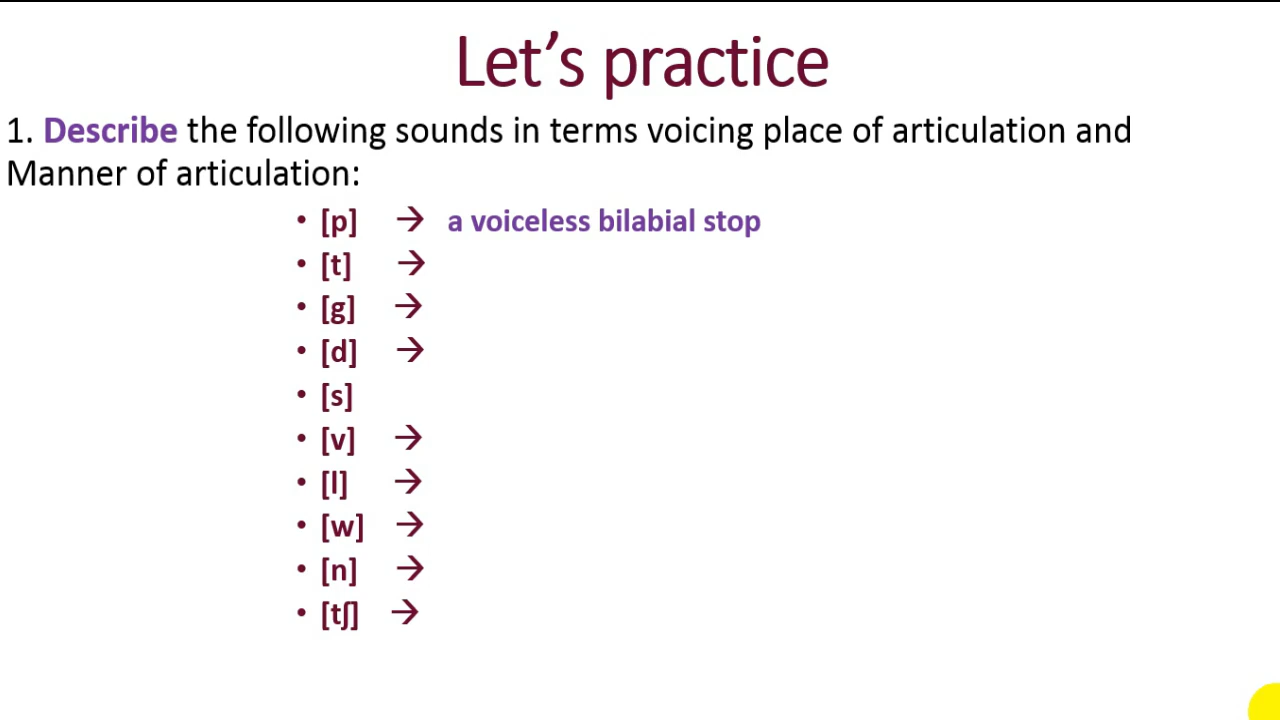 Let’s practice
1. Describe the following sounds in terms voicing place of articulation and
Manner of articulation:
• [p] → a voiceless bilabial stop
• [t] →
• [g] →
• [d] →
• [s]
• [v] →
• [l] →
• [w] →
• [n] →
• [tʃ] →